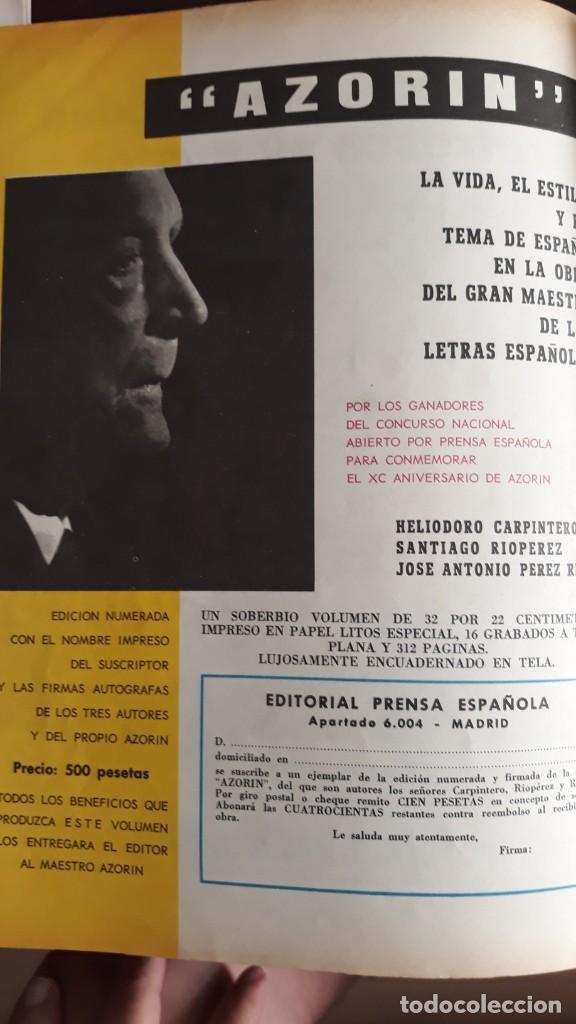 "AZORIN"
LA VIDA, EL ESTIL
Y
TEMA DE ESPAÑ
EN LA OB
DEL GRAN MAEST
DE L
LETRAS ESPAÑOL
POR LOS GANADORES
DEL CONCURSO NACIONAL
ABIERTO POR PRENSA ESPAÑOLA
PARA CONMEMORAR
EL XC ANIVERSARIO DE AZORIN
HELIODORO CARPINTERO
SANTIAGO RIOPEREZ
JOSE ANTONIO PEREZ R
EDICION NUMERADA
CON EL NOMBRE IMPRESO
DEL SUSCRIPTOR
Y LAS FIRMAS AUTOGRAFAS
DE LOS TRES AUTORES
Y DEL PROPIO AZORIN
Precio: 500 pesetas
TODOS LOS BENEFICIOS QUE
PRODUZCA ESTE VOLUMEN
LOS ENTREGARA EL EDITOR
AL MAESTRO AZORIN
UN SOBERBIO VOLUMEN DE 32 POR 22 CENTIMET
IMPRESO EN PAPEL LITOS ESPECIAL, 16 GRABADOS A T
PLANA Y 312 PAGINAS.
LUJOSAMENTE ENCUADERNADO EN TELA.
EDITORIAL PRENSA ESPAÑOLA
Apartado 6.004 - MADRID
D.
domiciliado en
se suscribe a un ejemplar de la edición numerada y firmada de la
"AZORIN", del que son autores los señores Carpintero, Riopérez y R
Por giro postal o cheque remito CIEN PESETAS en concepto de
Abonará las CUATROCIENTAS restantes contra reembolso al recibi
obra.
Le saluda muy atentamente,
Firma:
todocoleccion